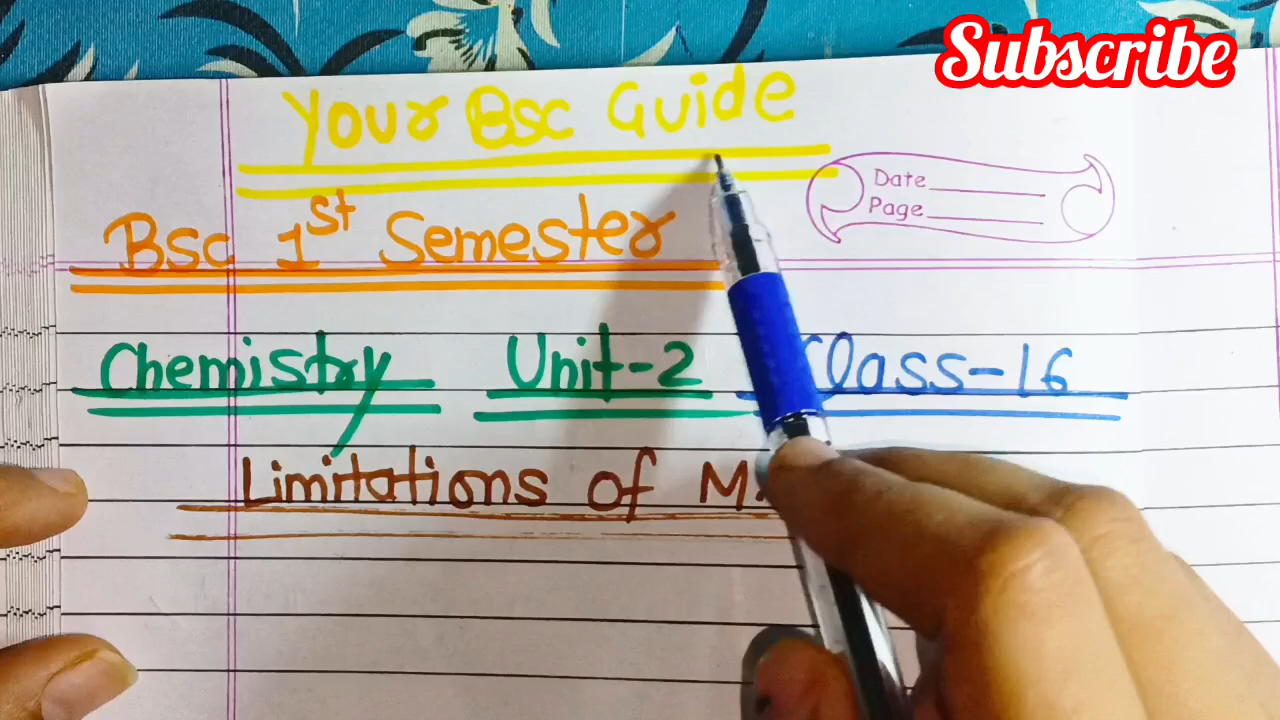 Subscribe
Your Bsc Guide
Date
Page
Bsc 1st Semester
Chemistry Unit-2 Class-16
Limitations of